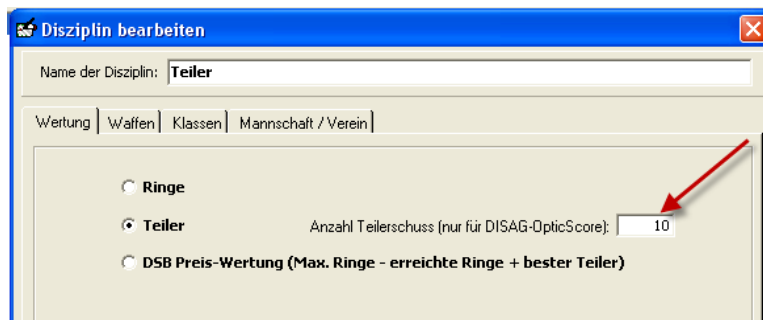 Disziplin bearbeiten
Name der Disziplin: Teiler
Wertung Waffen Klassen Mannschaft / Verein
Ringe
Teiler Anzahl Teilerschuss (nur für DISAG-OpticScore): 10
DSB Preis-Wertung (Max. Ringe - erreichte Ringe + bester Teiler)